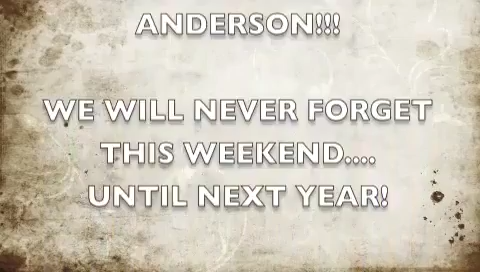 ANDERSON!!!
WE WILL NEVER FORGET
THIS WEEKEND....
UNTIL NEXT YEAR!